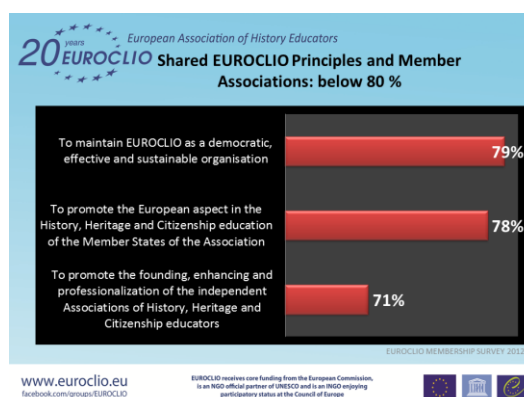 20 years EUROCLIO
European Association of History Educators
Shared EUROCLIO Principles and Member
Associations: below 80 %
To maintain EUROCLIO as a democratic,
effective and sustainable organisation
79%
To promote the European aspect in the
History, Heritage and Citizenship education
of the Member States of the Association
78%
To promote the founding, enhancing and
professionalization of the independent
Associations of History, Heritage and
Citizenship educators
71%
EUROCLIO MEMBERSHIP SURVEY 2012
www.euroclio.eu
facebook.com/groups/EUROCLIO
EUROCLIO receives core funding from the European Commission,
is an NGO official partner of UNESCO and is an INGO enjoying
participatory status at the Council of Europe